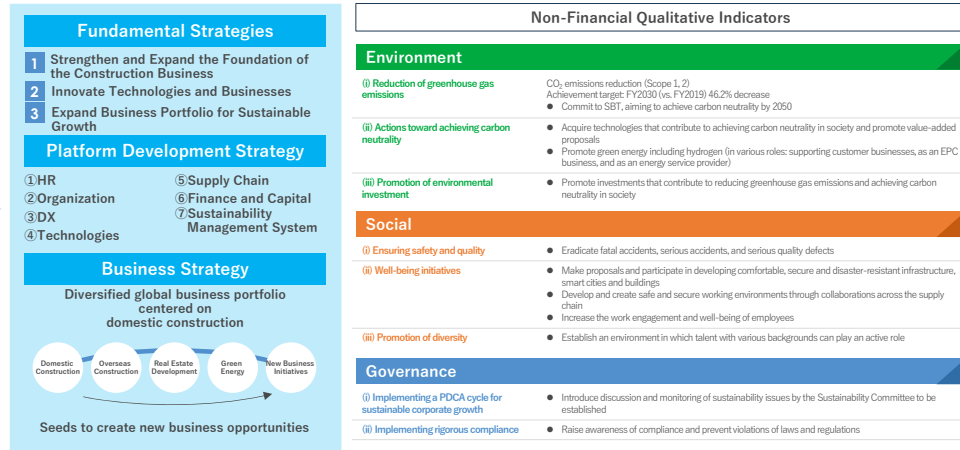 Fundamental Strategies
1 Strengthen and Expand the Foundation of
the Construction Business
2 Innovate Technologies and Businesses
3 Expand Business Portfolio for Sustainable
Growth
Platform Development Strategy
①HR
②Organization
③DX
④Technologies
⑤Supply Chain
⑥Finance and Capital
⑦Sustainability
Management System
Business Strategy
Diversified global business portfolio
centered on
domestic construction
Domestic
Construction
Overseas
Construction
Real Estate
Development
Green
Energy
New Business
Initiatives
Seeds to create new business opportunities
Non-Financial Qualitative Indicators
Environment
(i) Reduction of greenhouse gas
emissions
CO₂ emissions reduction (Scope 1, 2)
Achievement target: FY2030 (vs. FY2019) 46.2% decrease
● Commit to SBT, aiming to achieve carbon neutrality by 2050
(ii) Actions toward achieving carbon
neutrality
● Acquire technologies that contribute to achieving carbon neutrality in society and promote value-added
proposals
● Promote green energy including hydrogen (in various roles: supporting customer businesses, as an EPC
business, and as an energy service provider)
(iii) Promotion of environmental
investment
● Promote investments that contribute to reducing greenhouse gas emissions and achieving carbon
neutrality in society
Social
(i) Ensuring safety and quality
● Eradicate fatal accidents, serious accidents, and serious quality defects
(ii) Well-being initiatives
● Make proposals and participate in developing comfortable, secure and disaster-resistant infrastructure,
smart cities and buildings
● Develop and create safe and secure working environments through collaborations across the supply
chain
● Increase the work engagement and well-being of employees
(iii) Promotion of diversity
● Establish an environment in which talent with various backgrounds can play an active role
Governance
(i) Implementing a PDCA cycle for
sustainable corporate growth
● Introduce discussion and monitoring of sustainability issues by the Sustainability Committee to be
established
(ii) Implementing rigorous compliance
● Raise awareness of compliance and prevent violations of laws and regulations